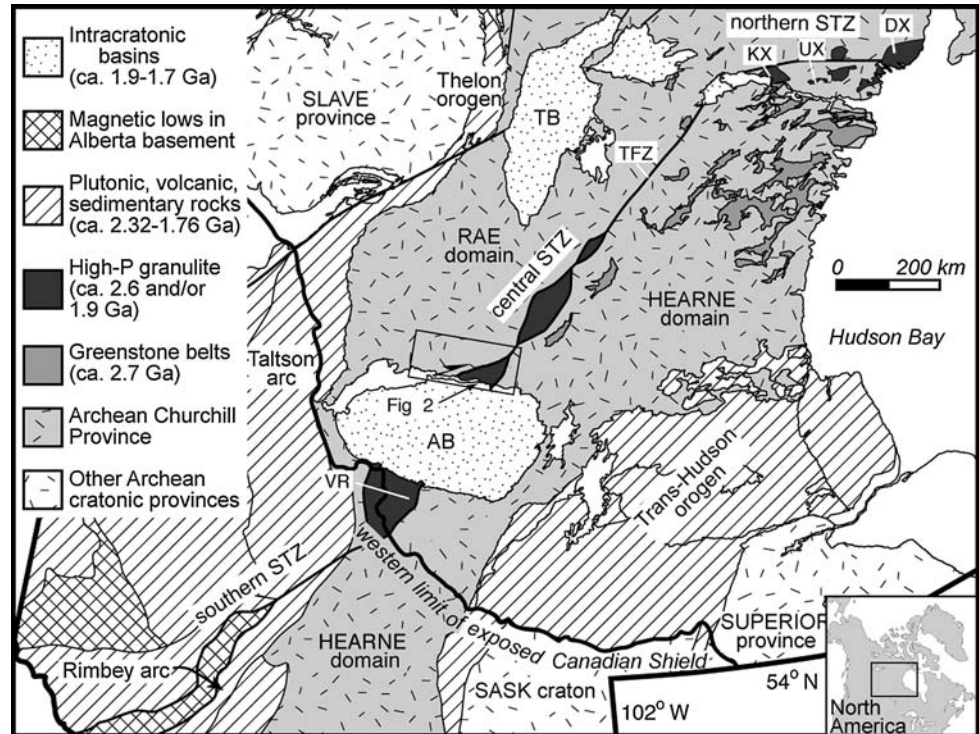 Intracratonic
basins
(ca. 1.9-1.7 Ga)
Magnetic lows in
Alberta basement
Plutonic, volcanic,
sedimentary rocks
(ca. 2.32-1.76 Ga)
High-P granulite
(ca. 2.6 and/or
1.9 Ga)
Greenstone belts
(ca. 2.7 Ga)
Archean Churchill
Province
Other Archean
cratonic provinces
SLAVE
province
Thelon
orogen
TB
northern STZ
DX
KX
UX
TFZ
RAE
domain
central STZ
0 200 km
HEARNE
domain
Hudson Bay
Taltson
arc
Fig 2
AB
VR
Trans-Hudson
orogen
southern STZ
western limit of exposed Canadian Shield
Rimbey arc
HEARNE
domain
SASK craton
SUPERIOR
province
54° N
102° W
North
America